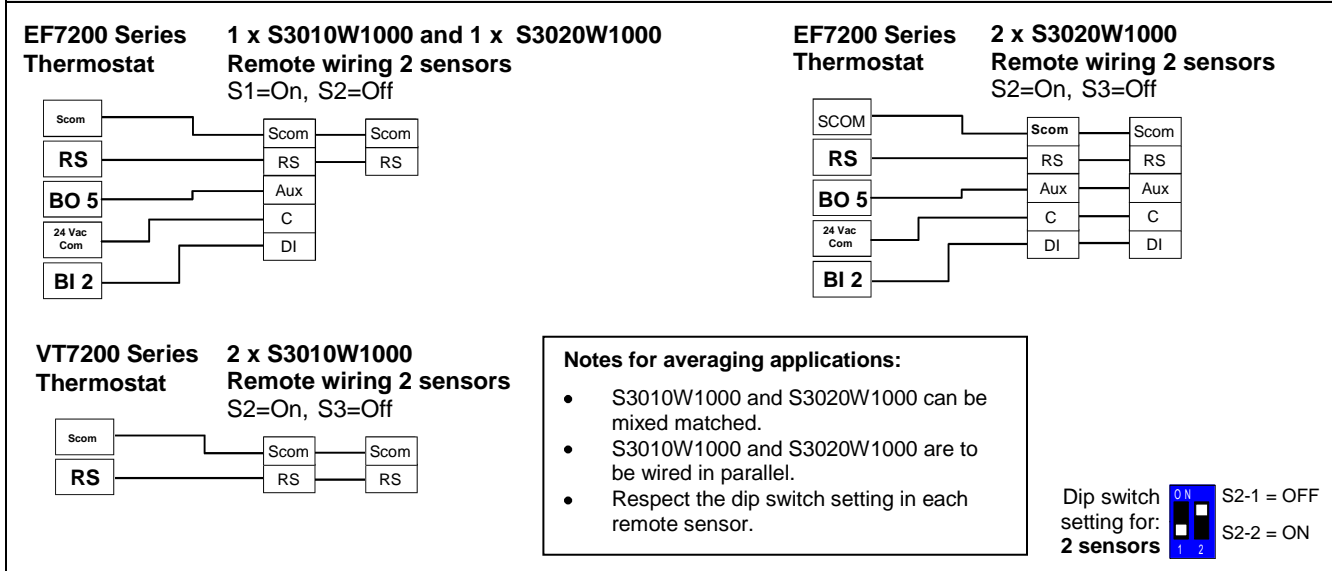 EF7200 Series
Thermostat
1 x S3010W1000 and 1 x S3020W1000
Remote wiring 2 sensors
S1=On, S2=Off
Scom
RS
BO 5
24 Vac
Com
BI 2
Scom
RS
Aux
C
DI
Scom
RS
EF7200 Series
Thermostat
2 x S3020W1000
Remote wiring 2 sensors
S2=On, S3=Off
SCOM
RS
BO 5
24 Vac
Com
BI 2
Scom
RS
Aux
C
DI
Scom
RS
Aux
C
DI
VT7200 Series
Thermostat
2 x S3010W1000
Remote wiring 2 sensors
S2=On, S3=Off
Scom
RS
Scom
RS
Scom
RS
Notes for averaging applications:
• S3010W1000 and S3020W1000 can be
mixed matched.
• S3010W1000 and S3020W1000 are to
be wired in parallel.
• Respect the dip switch setting in each
remote sensor.
Dip switch
setting for:
2 sensors
ON
1 2
S2-1 = OFF
S2-2 = ON